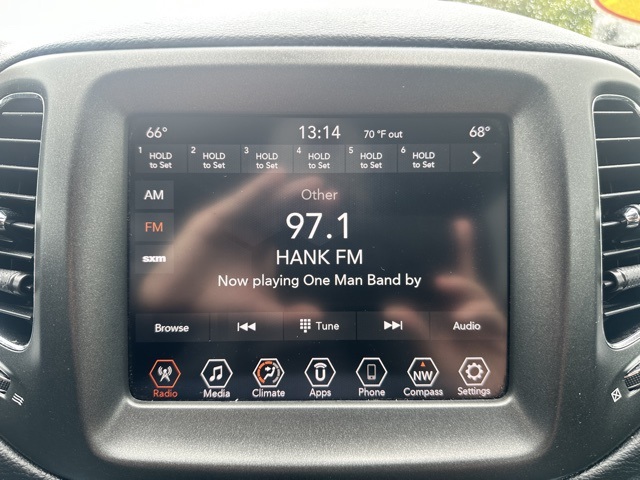 66° 13:14 70 °F out 68°
1 HOLD to Set 2 HOLD to Set 3 HOLD to Set 4 HOLD to Set 5 HOLD to Set 6 HOLD to Set
AM
Other
FM
97.1
HANK FM
sxm
Now playing One Man Band by
Browse Tune Audio
NW
Radio Media Climate Apps Phone Compass Settings